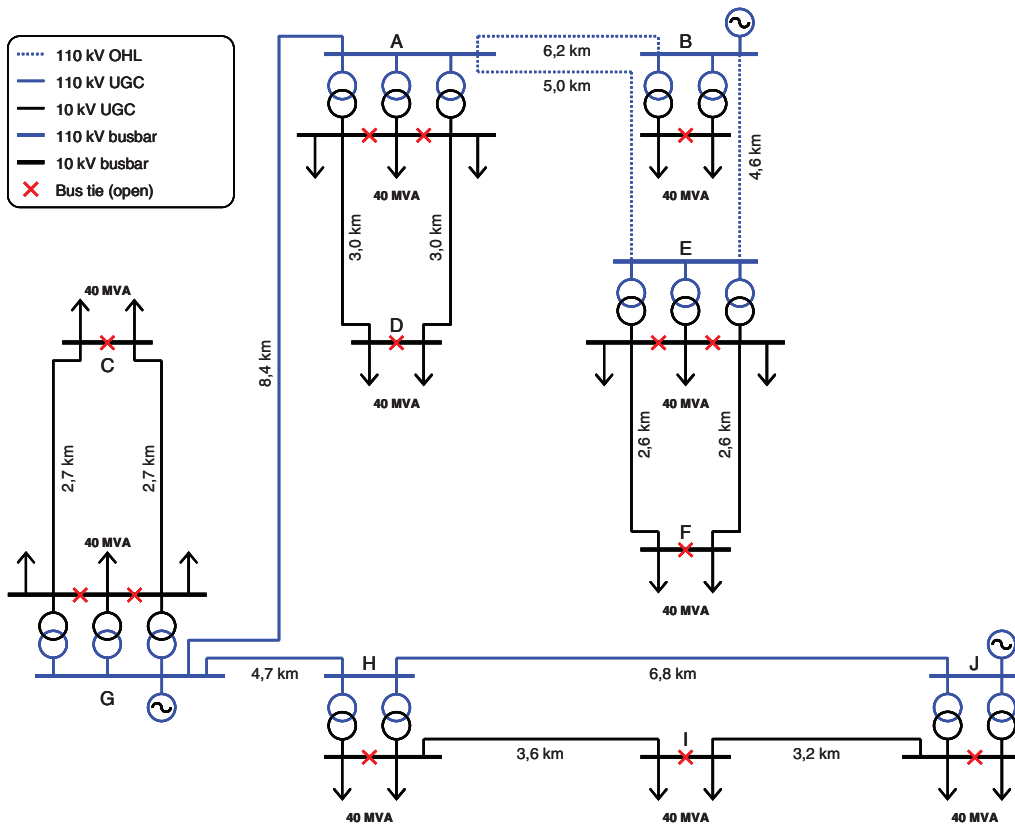 110 kV OHL
110 kV UGC
10 kV UGC
110 kV busbar
10 kV busbar
Bus tie (open)
A
B
6,2 km
5,0 km
4,6 km
40 MVA
40 MVA
3,0 km
3,0 km
E
D
40 MVA
40 MVA
40 MVA
C
8,4 km
2,7 km
2,7 km
2,6 km
2,6 km
F
40 MVA
40 MVA
G
4,7 km
H
6,8 km
J
3,6 km
I
3,2 km
40 MVA
40 MVA
40 MVA